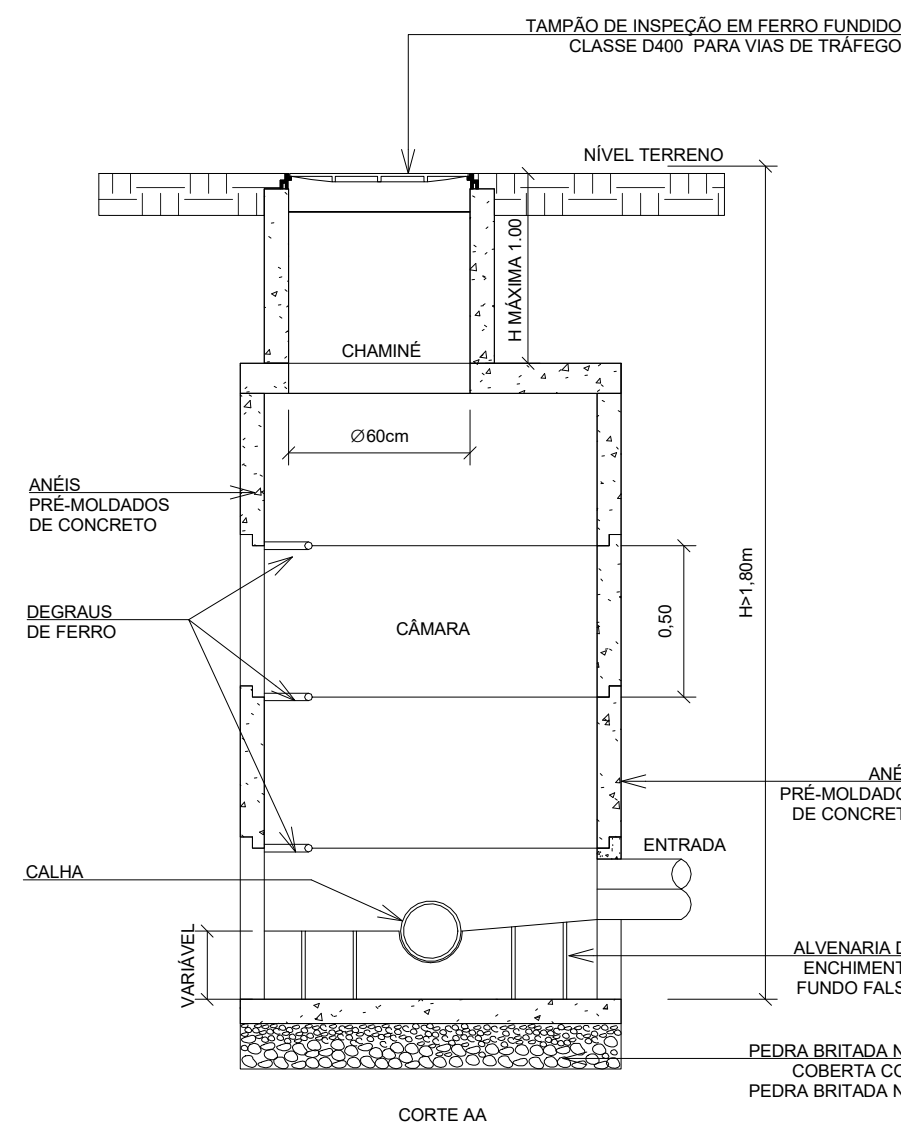 TAMPÃO DE INSPEÇÃO EM FERRO FUNDIDO
CLASSE D400 PARA VIAS DE TRÁFEGO
NÍVEL TERRENO
H MÁXIMA 1.00
CHAMINÉ
Ø60cm
ANÉIS
PRÉ-MOLDADOS
DE CONCRETO
H>1,80m
0,50
DEGRAUS
DE FERRO
CÂMARA
ANÉ
PRÉ-MOLDADO
DE CONCRET
ENTRADA
CALHA
VARIÁVEL
ALVENARIA D
ENCHIMENT
FUNDO FALS
PEDRA BRITADA N
COBERTA CO
PEDRA BRITADA N
CORTE AA